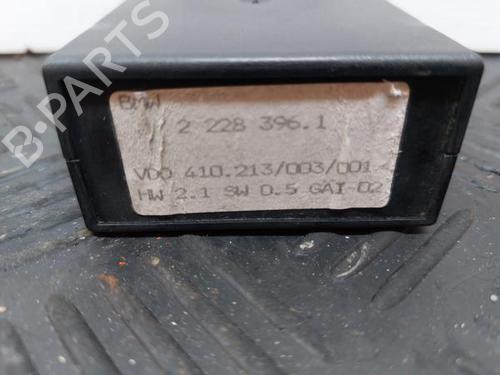 B-PARTS
BMW
2 228 396.1
VDO 410.213/003/001
HW 2.1 SW 0.5 GAI 02